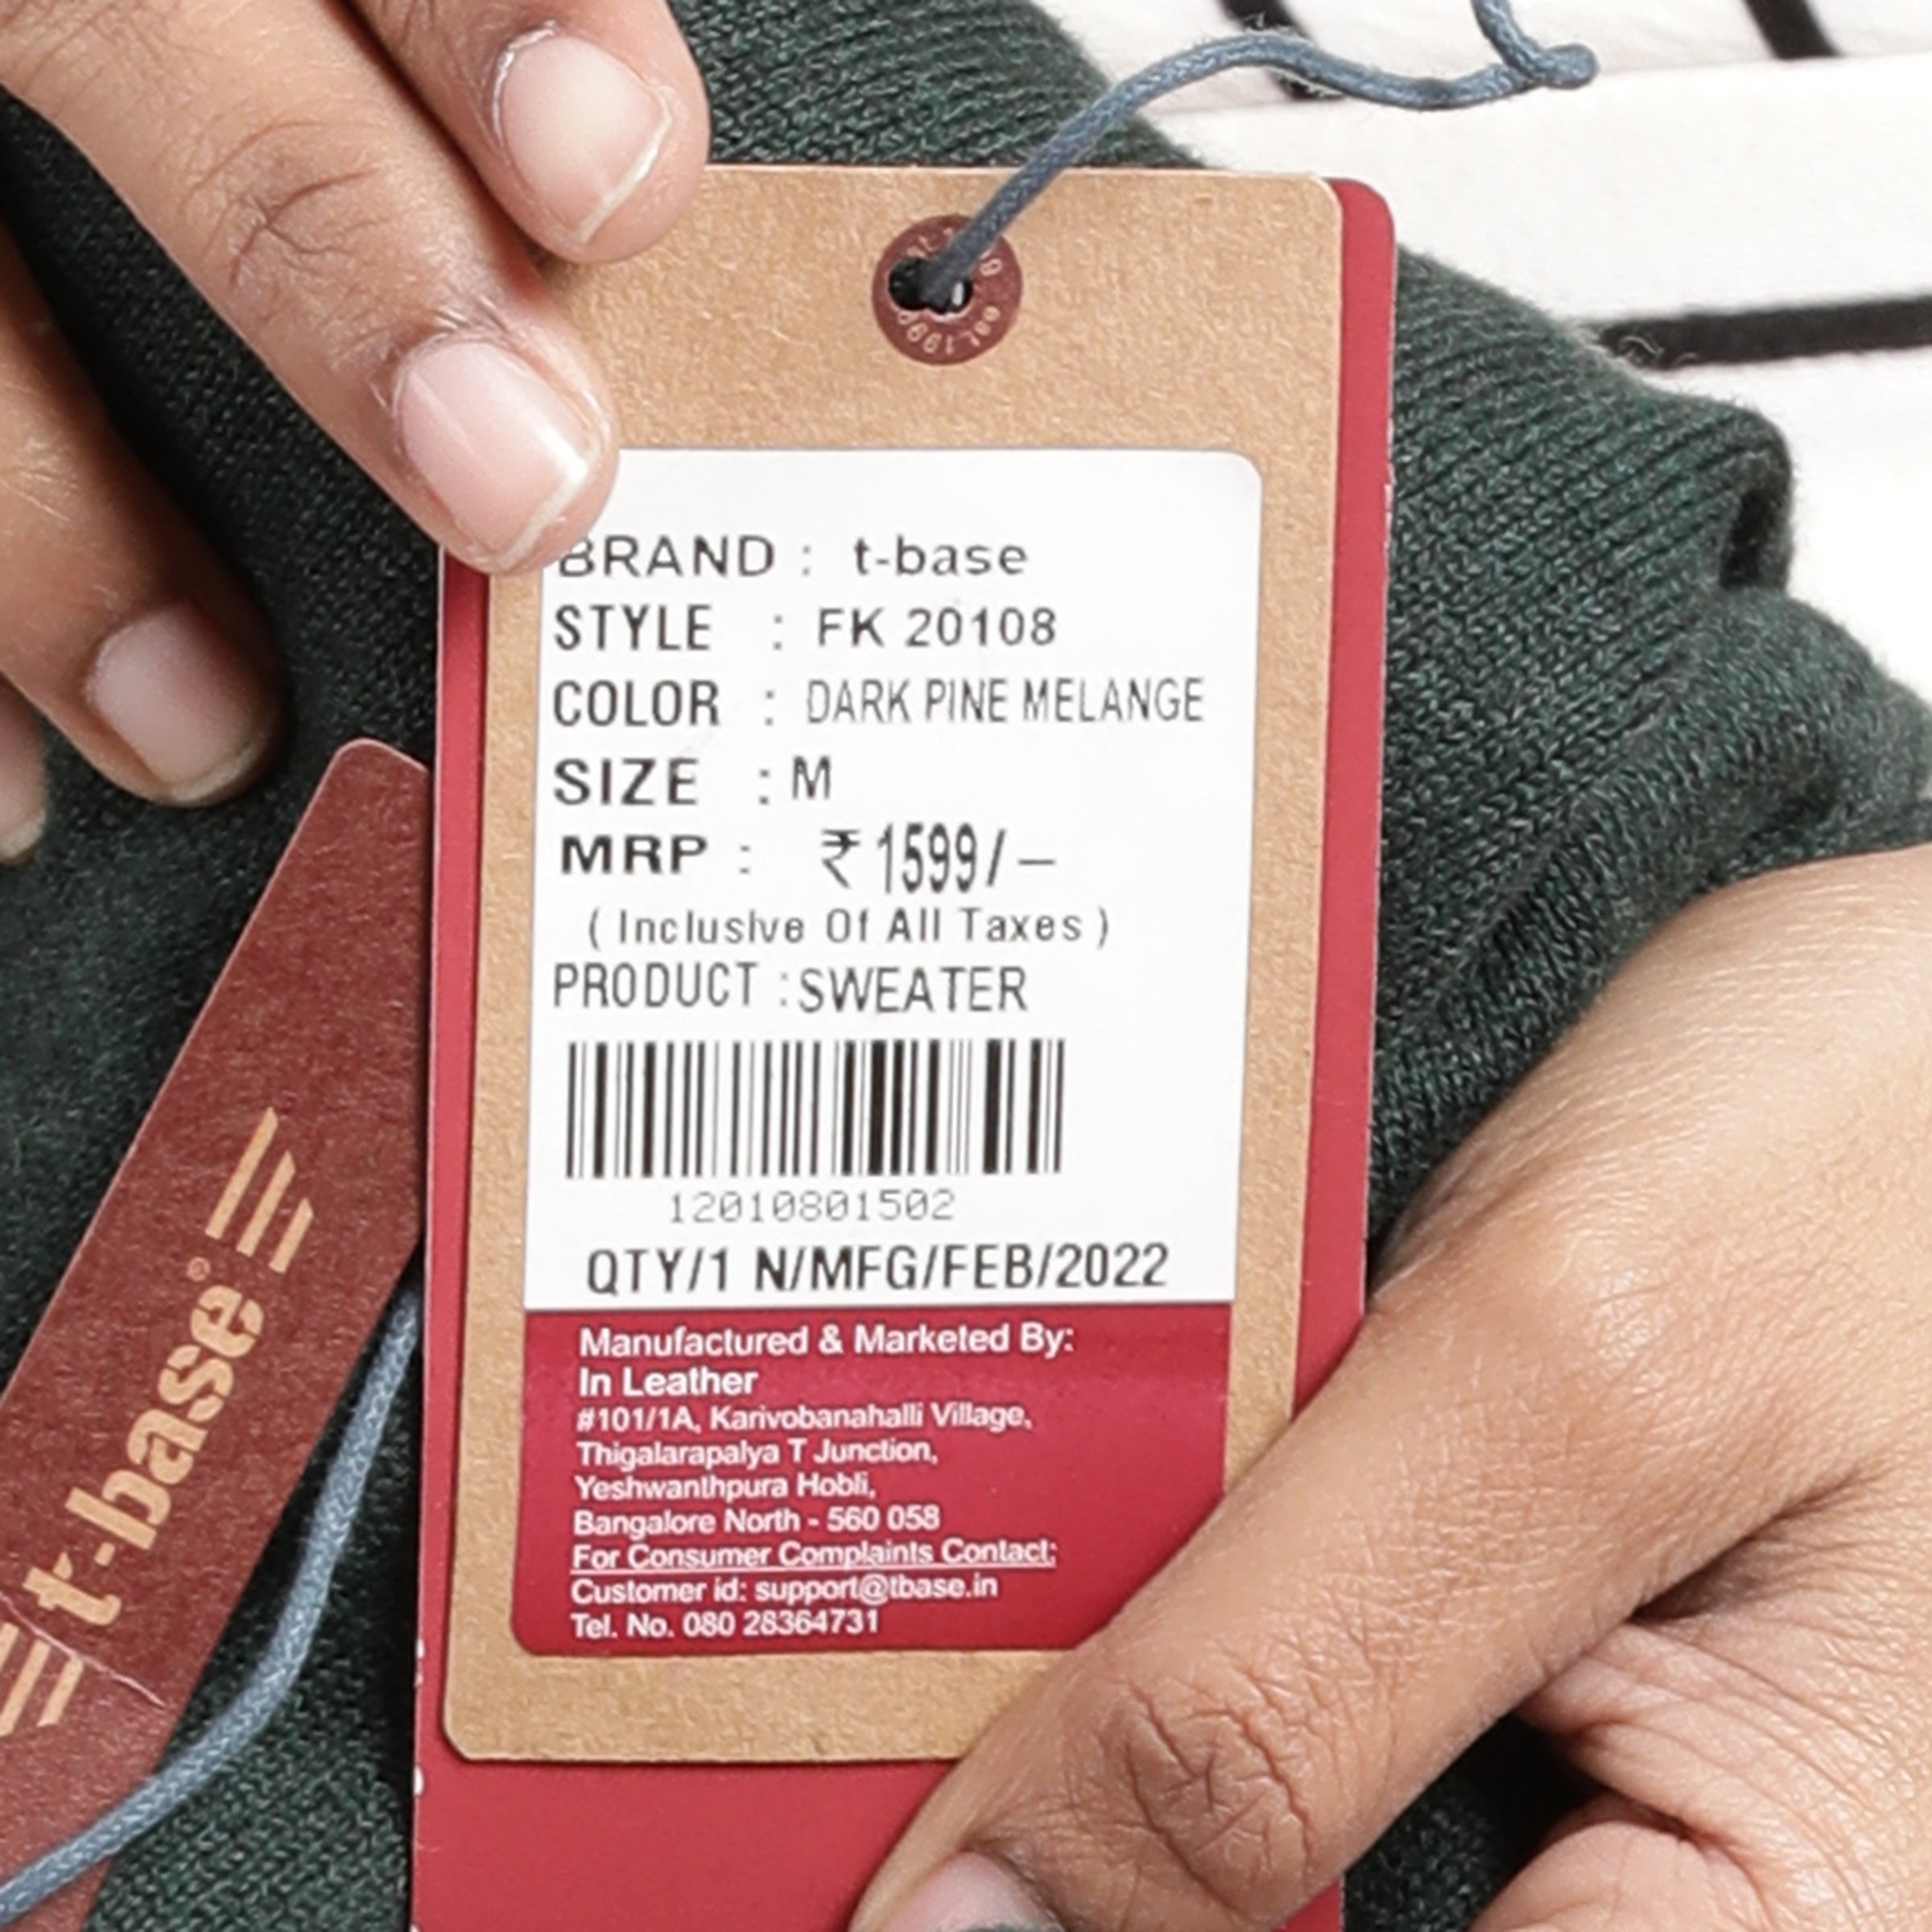 BRAND : t-base
STYLE : FK 20108
COLOR : DARK PINE MELANGE
SIZE : M
MRP : ₹ 1599/-
( Inclusive Of All Taxes )
PRODUCT : SWEATER
12010801502
QTY/1 N/MFG/FEB/2022
Manufactured & Marketed By:
In Leather
#101/1A, Karivobanahalli Village,
Thigalarapalya T Junction,
Yeshwanthpura Hobli,
Bangalore North - 560 058
For Consumer Complaints Contact:
Customer id: support@tbase.in
Tel. No. 080 28364731
t-base®